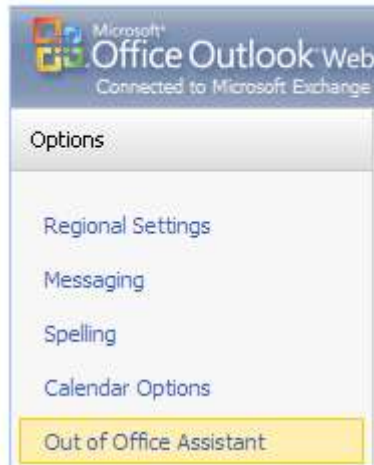 Microsoft®
Office Outlook Web
Connected to Microsoft Exchange
Options
Regional Settings
Messaging
Spelling
Calendar Options
Out of Office Assistant